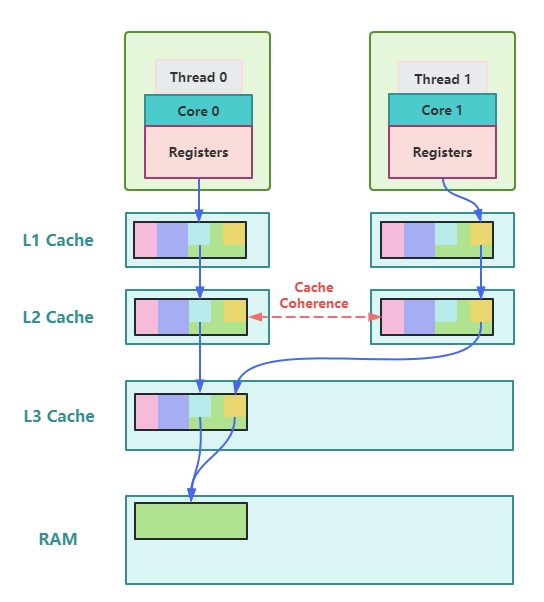 Thread 0
Core 0
Registers
Thread 1
Core 1
Registers
L1 Cache
L2 Cache
Cache
Coherence
L3 Cache
RAM